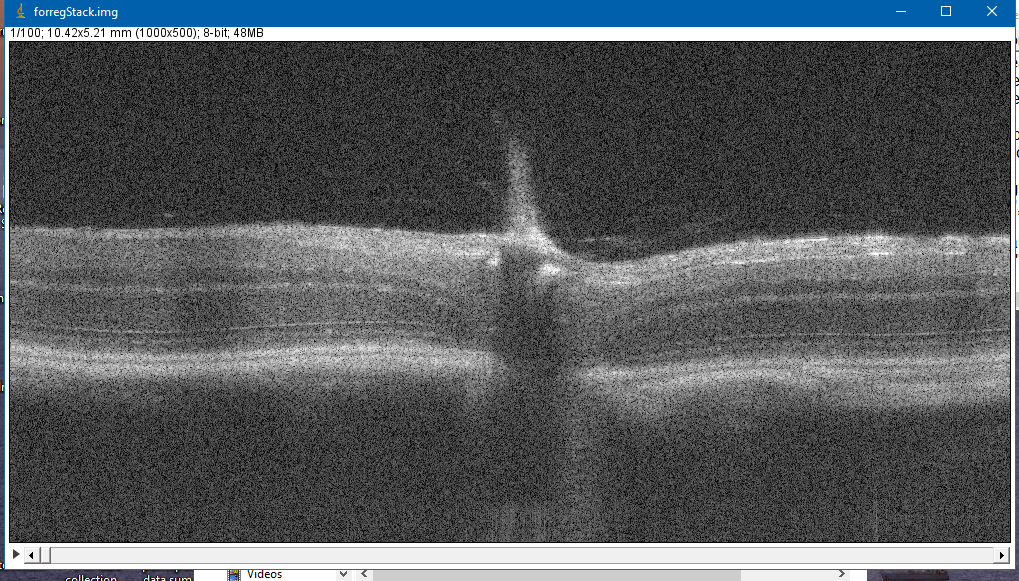 forregStack.img
1/100; 10.42x5.21 mm (1000x500); 8-bit; 48MB
collection
data.sum
Videos